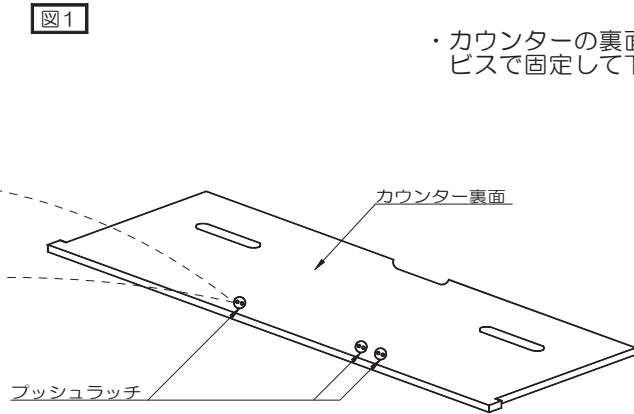 図1
・カウンターの裏面
ビスで固定して下
カウンター裏面
プッシュラッチ